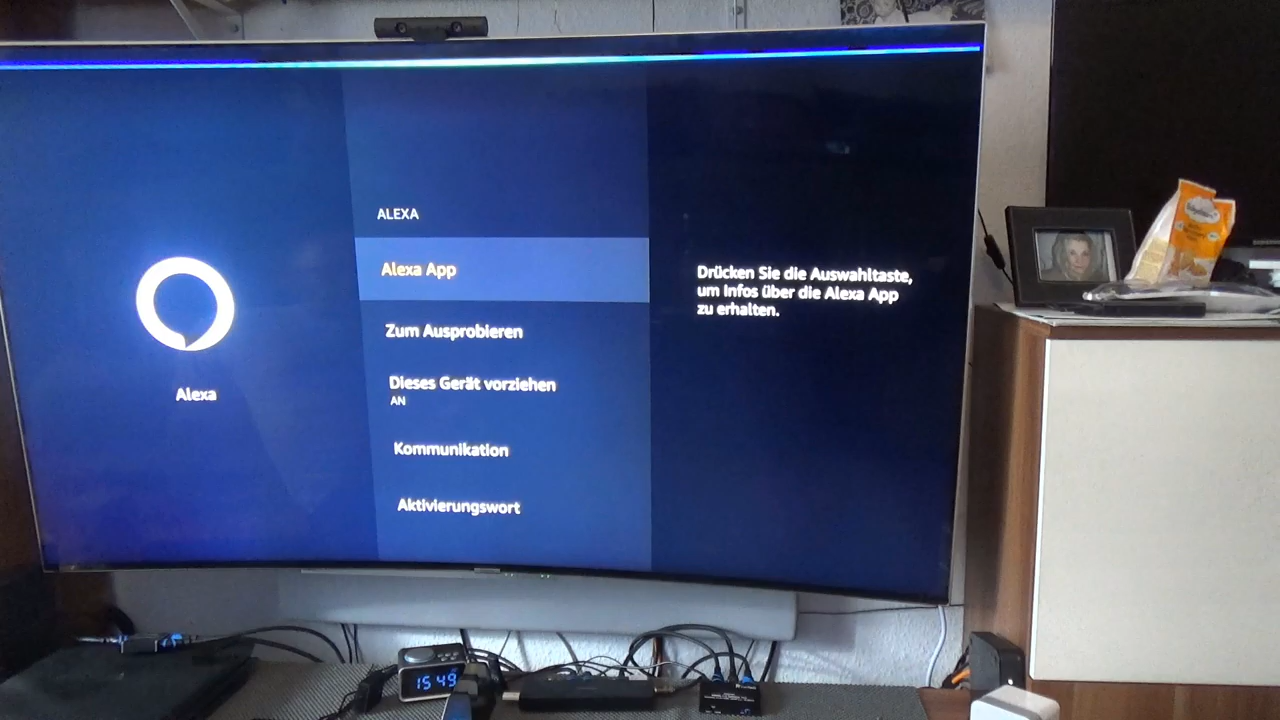 ALEXA
Alexa App
Zum Ausprobieren
Dieses Gerät vorziehen
AN
Kommunikation
Aktivierungswort
Alexa
Drücken Sie die Auswahltaste,
um Infos über die Alexa App
zu erhalten.
15 49